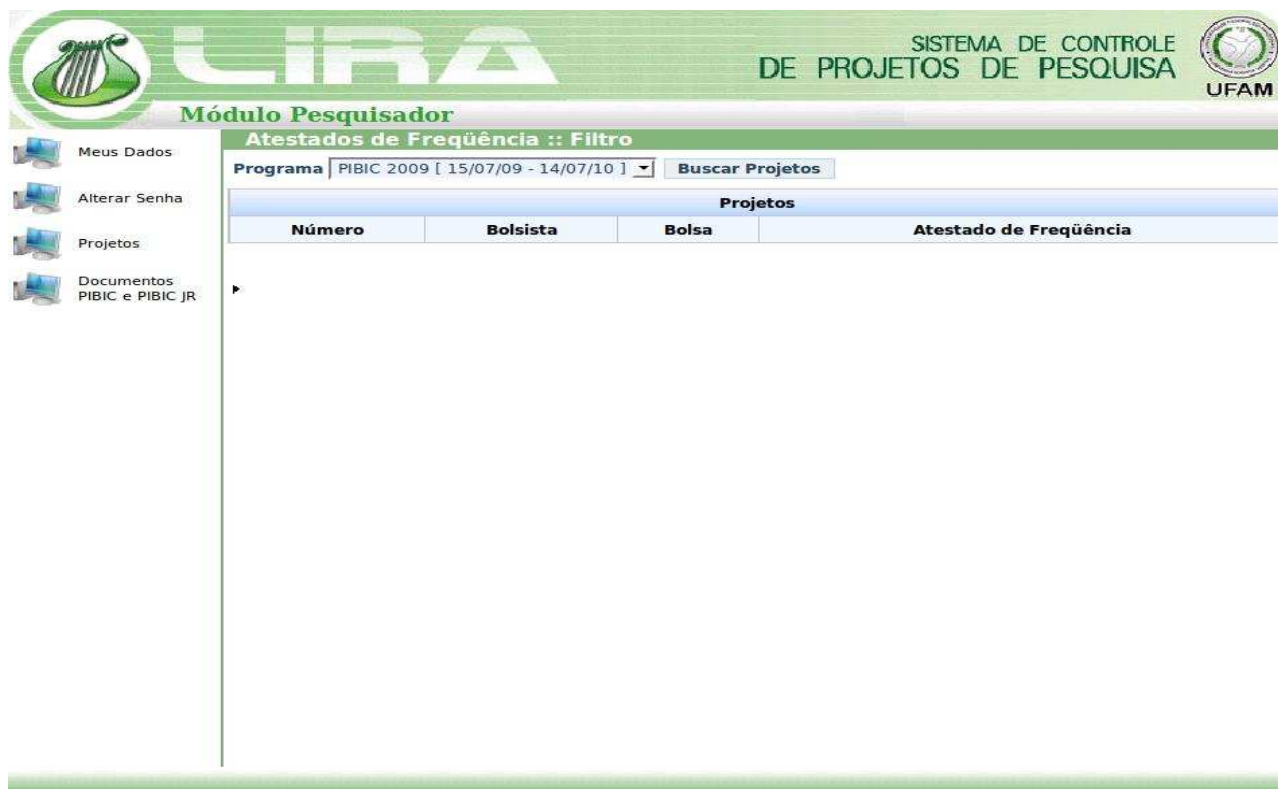 LIRA
SISTEMA DE CONTROLE
DE PROJETOS DE PESQUISA
UFAM
Módulo Pesquisador
Meus Dados
Alterar Senha
Projetos
Documentos
PIBIC e PIBIC JR
Atestados de Freqüência :: Filtro
Programa PIBIC 2009 [ 15/07/09 - 14/07/10 ] Buscar Projetos
Projetos
Número Bolsista Bolsa Atestado de Freqüência